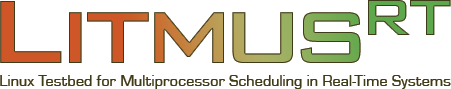 LITMUSRT
Linux Testbed for Multiprocessor Scheduling in Real-Time Systems